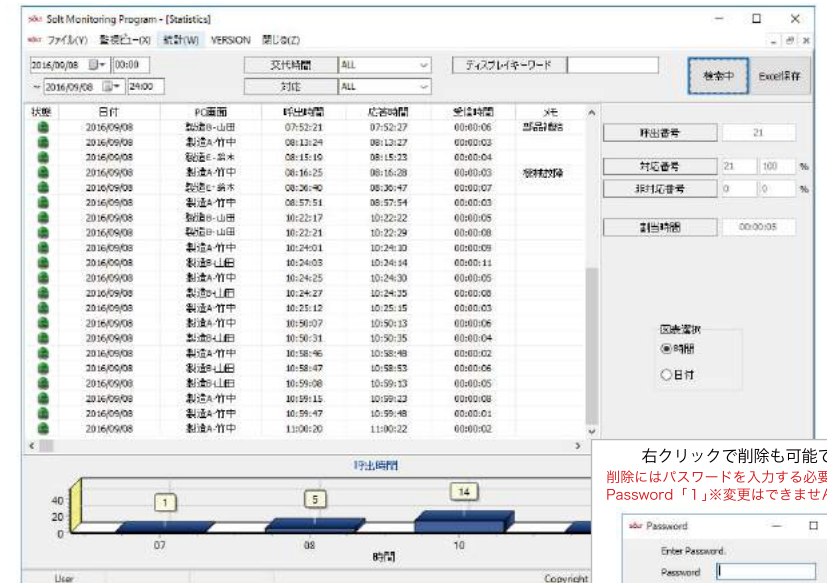 Solt Monitoring Program - [Statistics]
ファイル(Y) 監視ビュー(X) 統計(W) VERSION 閉じる(Z)
2016/09/08 00:00 交代時間 ALL ディスプレイキーワード
~ 2016/09/08 24:00 対応 ALL 検索中 Excel保存
状態 日付 PC画面 呼出時間 応答時間 受信時間 メモ
2016/09/08 製造B-山田 07:52:21 07:52:27 00:00:06
2016/09/08 製造A-竹中 08:13:24 08:13:27 00:00:03
2016/09/08 製造E-鈴木 08:15:19 08:15:23 00:00:04
2016/09/08 製造A-竹中 08:16:25 08:16:28 00:00:03 機械故障
2016/09/08 製造E-鈴木 08:36:40 08:36:47 00:00:07
2016/09/08 製造A-竹中 08:57:51 08:57:54 00:00:03
2016/09/08 製造B-山田 10:22:17 10:22:22 00:00:05
2016/09/08 製造B-山田 10:22:21 10:22:29 00:00:08
2016/09/08 製造A-竹中 10:24:01 10:24:10 00:00:09
2016/09/08 製造B-山田 10:24:03 10:24:14 00:00:11
2016/09/08 製造A-竹中 10:24:25 10:24:30 00:00:05
2016/09/08 製造B-山田 10:24:27 10:24:35 00:00:08
2016/09/08 製造A-竹中 10:25:12 10:25:15 00:00:03
2016/09/08 製造A-竹中 10:50:07 10:50:13 00:00:06
2016/09/08 製造B-山田 10:50:31 10:50:35 00:00:04
2016/09/08 製造A-竹中 10:58:46 10:58:48 00:00:02
2016/09/08 製造B-山田 10:58:47 10:58:53 00:00:06
2016/09/08 製造B-山田 10:59:08 10:59:13 00:00:05
2016/09/08 製造A-竹中 10:59:15 10:59:23 00:00:08
2016/09/08 製造A-竹中 10:59:47 10:59:48 00:00:01
2016/09/08 製造A-竹中 11:00:20 11:00:22 00:00:02
呼出番号 21
対応番号 21 100 %
非対応番号 0 0 %
割当時間 00:00:05
図表選択
時間
日付
呼出時間
40
20
0
1
5
14
07 08 10
時間
User Copyright
右クリックで削除も可能で
削除にはパスワードを入力する必要
Password「1」※変更はできませ
Password
Enter Password.
Password